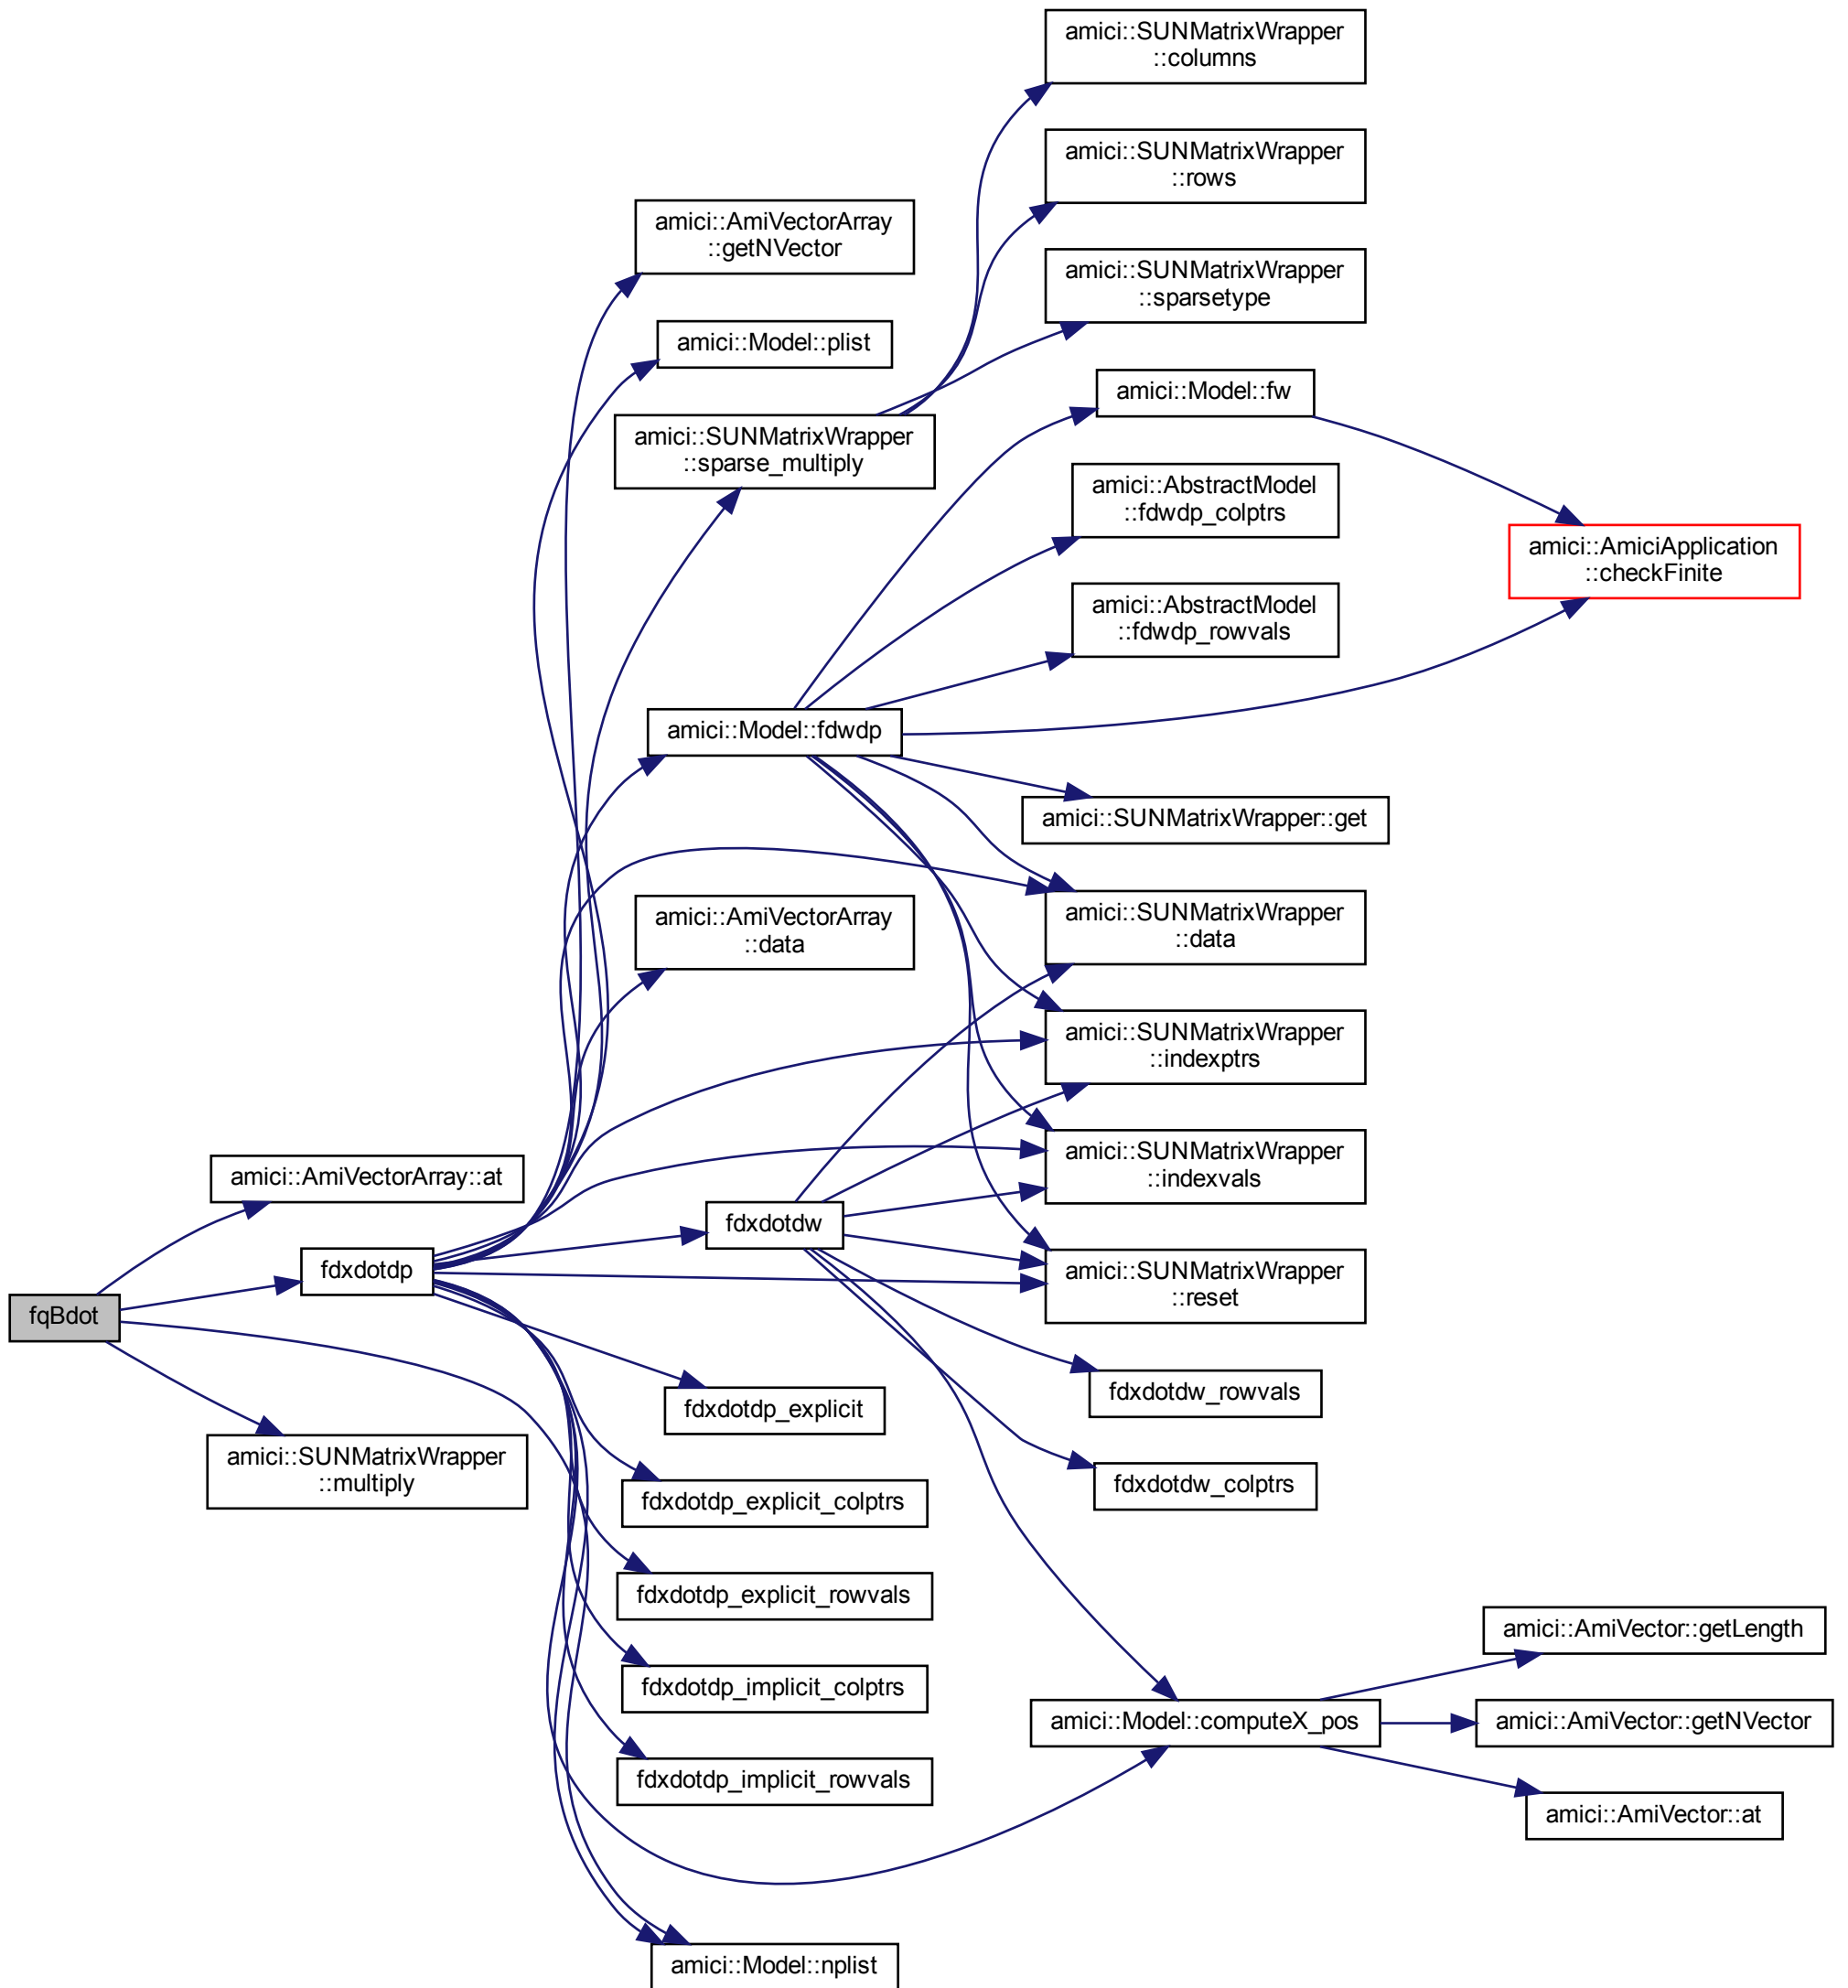 amici::SUNMatrixWrapper
::columns
amici::SUNMatrixWrapper
::rows
amici::AmiVectorArray
::getNVector
amici::SUNMatrixWrapper
::sparsetype
amici::Model::plist
amici::Model::fw
amici::SUNMatrixWrapper
::sparse_multiply
amici::AbstractModel
::fdwdp_colptrs
amici::AmiciApplication
::checkFinite
amici::AbstractModel
::fdwdp_rowvals
amici::Model::fdwdp
amici::SUNMatrixWrapper::get
amici::AmiVectorArray
::data
amici::SUNMatrixWrapper
::data
amici::SUNMatrixWrapper
::indexptrs
amici::AmiVectorArray::at
amici::SUNMatrixWrapper
::indexvals
fdxdotdw
fdxdotdp
amici::SUNMatrixWrapper
::reset
fqBdot
fdxdotdw_rowvals
fdxdotdp_explicit
amici::SUNMatrixWrapper
::multiply
fdxdotdw_colptrs
fdxdotdp_explicit_colptrs
fdxdotdp_explicit_rowvals
amici::AmiVector::getLength
fdxdotdp_implicit_colptrs
amici::Model::computeX_pos
amici::AmiVector::getNVector
fdxdotdp_implicit_rowvals
amici::AmiVector::at
amici::Model::nplist